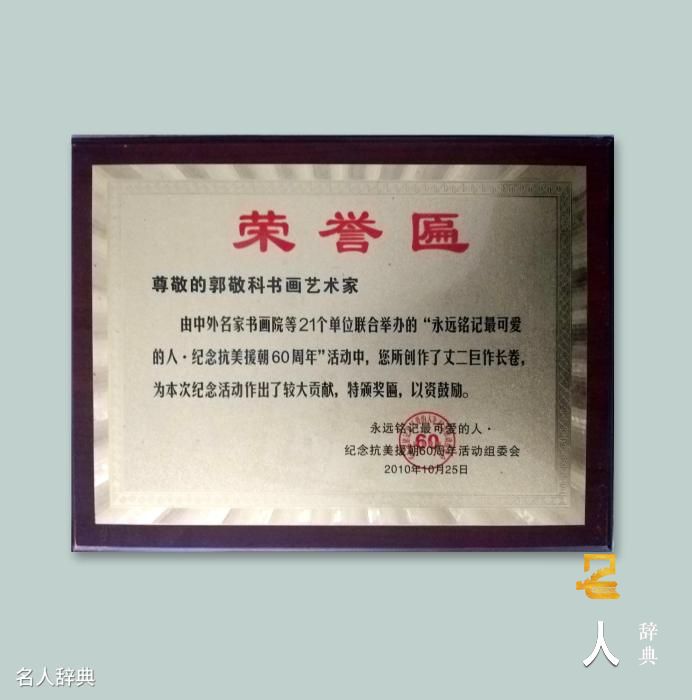 荣誉匾
尊敬的郭敬科书画艺术家
由中外名家书画院等21个单位联合举办的“永远铭记最可爱
的人·纪念抗美援朝60周年”活动中，您所创作了丈二巨作长卷，
为本次纪念活动作出了较大贡献，特颁奖匾，以资鼓励。
永远铭记最可爱的人·
纪念抗美援朝60周年活动组委会
60
2010年10月25日
名
人
辞典
名人辞典